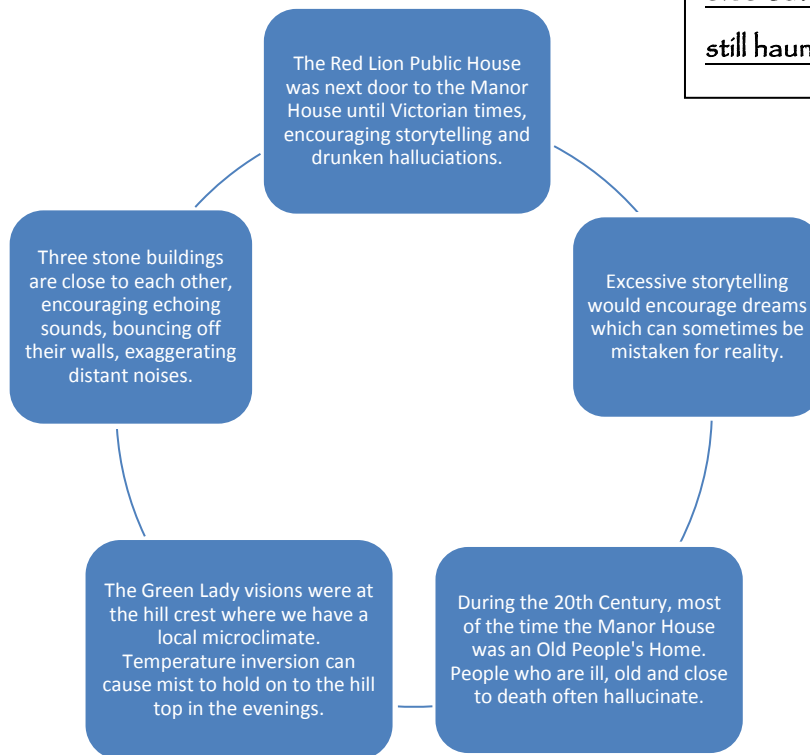 still haun
The Red Lion Public House
was next door to the Manor
House until Victorian times,
encouraging storytelling and
drunken halluciations.
Excessive storytelling
would encourage dreams
which can sometimes be
mistaken for reality.
During the 20th Century, most
of the time the Manor House
was an Old People's Home.
People who are ill, old and close
to death often hallucinate.
The Green Lady visions were at
the hill crest where we have a
local microclimate.
Temperature inversion can
cause mist to hold on to the hill
top in the evenings.
Three stone buildings
are close to each other,
encouraging echoing
sounds, bouncing off
their walls, exaggerating
distant noises.